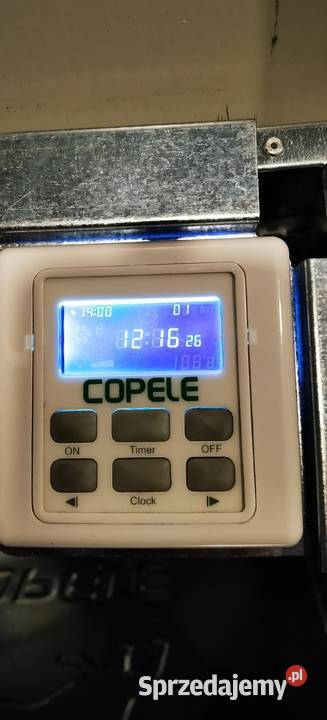 14:00 01
12:16 26
COPELE
ON Timer OFF
Clock
Sprzedajemy.pl